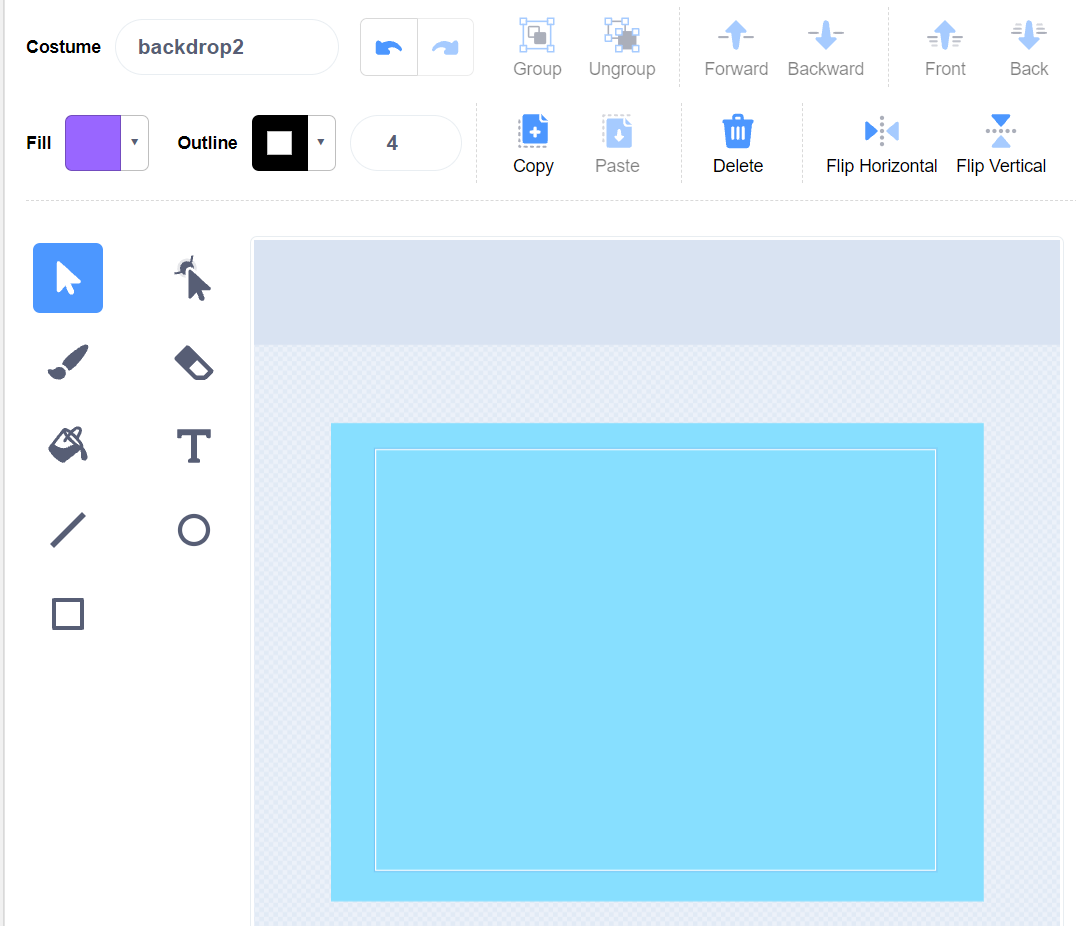 Costume backdrop2
Group Ungroup Forward Backward Front Back
Fill Outline 4
Copy Paste Delete Flip Horizontal Flip Vertical
T